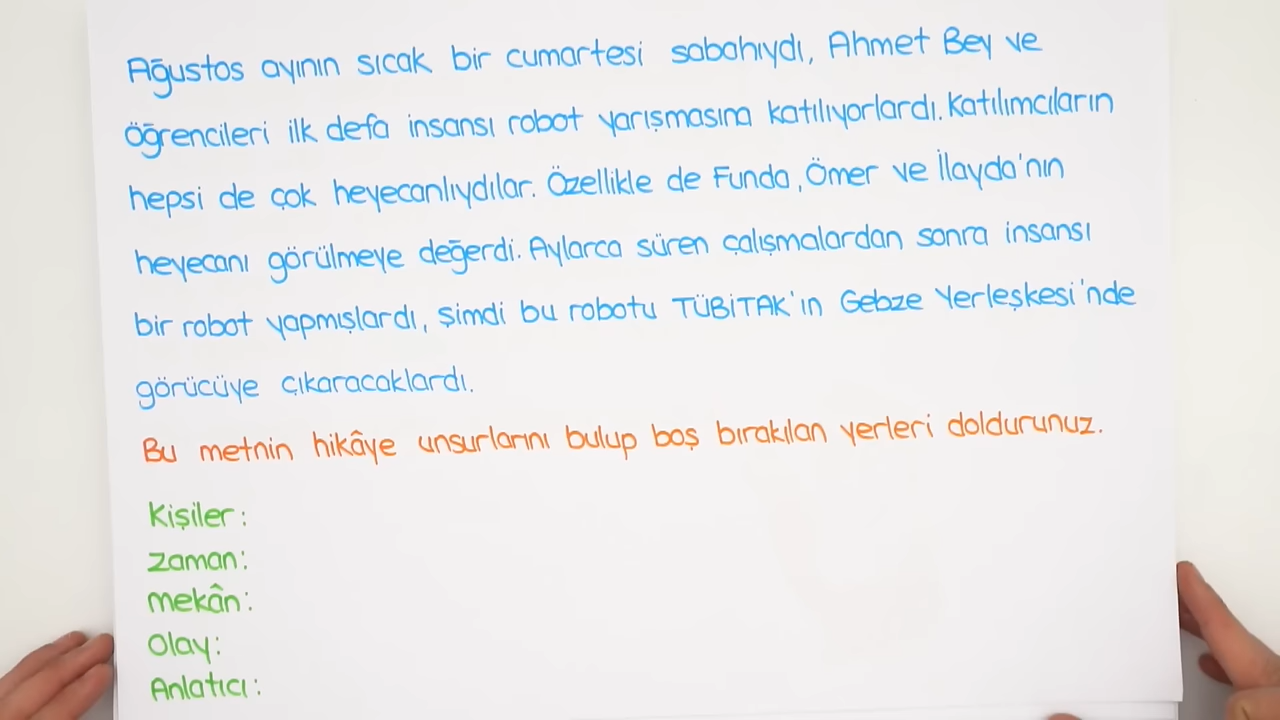 Ağustos ayının sıcak bir cumartesi sabahıydı, Ahmet Bey ve
öğrencileri ilk defa insansı robot yarışmasına katılıyorlardı. Katılımcıların
hepsi de çok heyecanlıydılar. Özellikle de Funda, Ömer ve İlayda'nın
heyecanı görülmeye değerdi. Aylarca süren çalışmalardan sonra insansı
bir robot yapmışlardı, şimdi bu robotu TÜBİTAK'ın Gebze Yerleşkesi'nde
görücüye çıkaracaklardı.
Bu metnin hikâye unsurlarını bulup boş bırakılan yerleri doldurunuz.
Kişiler:
Zaman:
mekân:
Olay:
Anlatıcı: